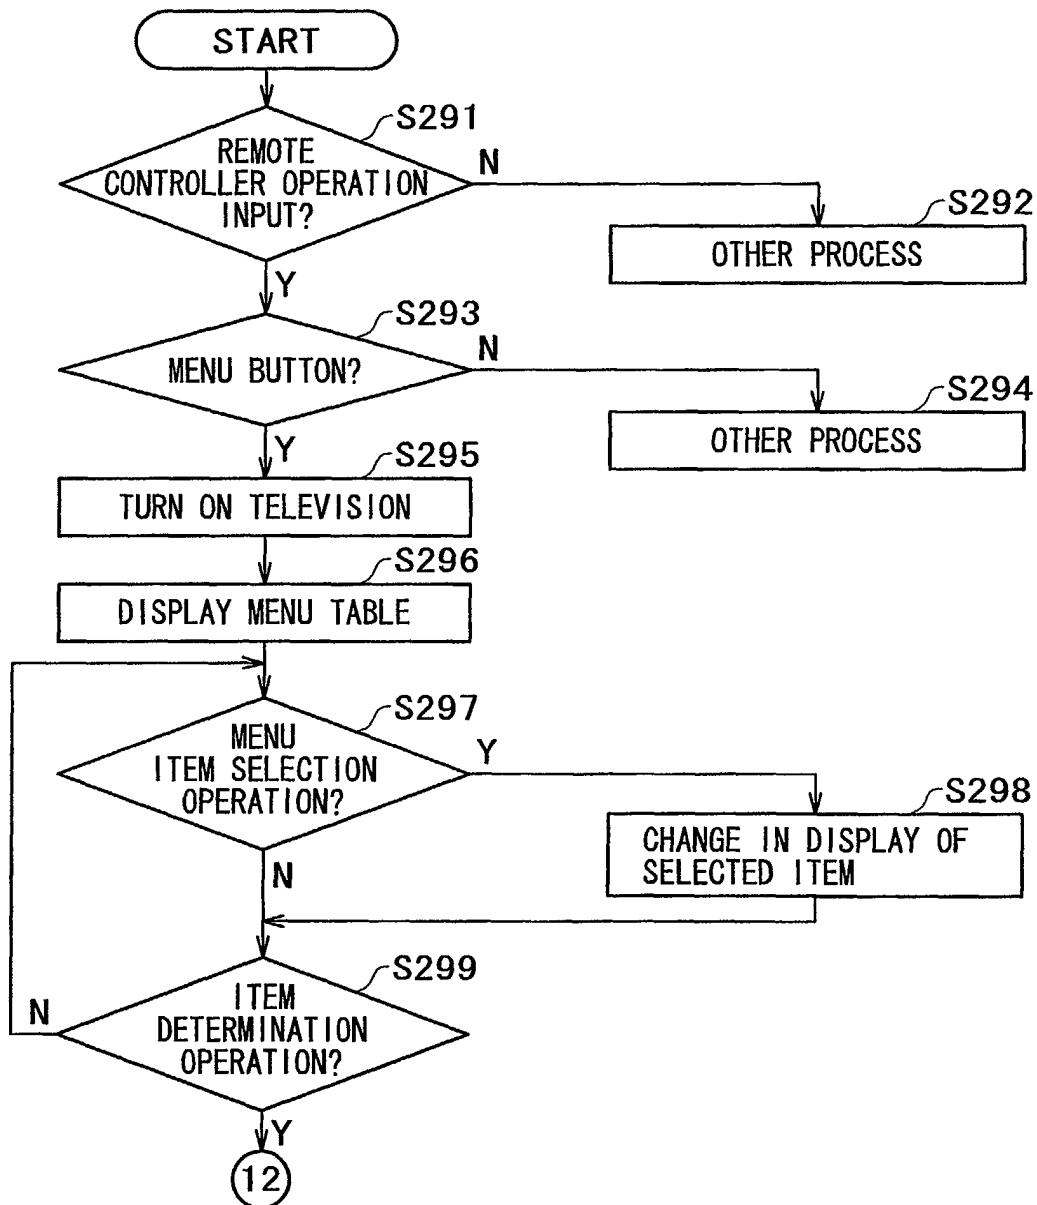 START
S291
REMOTE
CONTROLLER OPERATION
INPUT?
N
S292
OTHER PROCESS
Y
S293
MENU BUTTON?
N
S294
OTHER PROCESS
Y
S295
TURN ON TELEVISION
S296
DISPLAY MENU TABLE
S297
MENU
ITEM SELECTION
OPERATION?
Y
S298
CHANGE IN DISPLAY OF
SELECTED ITEM
N
S299
ITEM
DETERMINATION
OPERATION?
N
Y
12